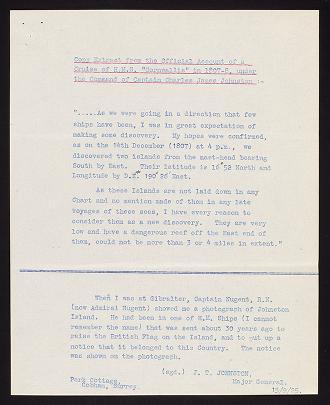 Copy Extract from the Official Account of a
Cruise of H.M.S. "Cornwallis" in 1807-8, under
the Command of Captain Charles James Johnston :-
".....As we were going in a direction that few
ships have been, I was in great expectation of
making some discovery. My hopes were confirmed,
as on the 14th December (1807) at 4 p.m., we
discovered two islands from the mast-head bearing
South by East. Their latitude is 16° 52 North and
Longitude by D.R. 190° 26 East.
As these Islands are not laid down in any
Chart and no mention made of them in any late
voyages of these seas, I have every reason to
consider them as a new discovery. They are very
low and have a dangerous reef off the East end of
them, could not be more than 3 or 4 miles in extent."
When I was at Gibralter, Captain Nugent, R.N.
(now Admiral Nugent) showed me a photograph of Johnston
Island. He had been in one of H.M. Ships (I cannot
remember the name) that was sent about 30 years ago to
raise the British Flag on the Island, and to put up a
notice that it belonged to this Country. The notice
was shown on the photograph.
(sgd.) J. T. JOHNSTON,
Major General.
Park Cottage,
Cobham, Surrey.